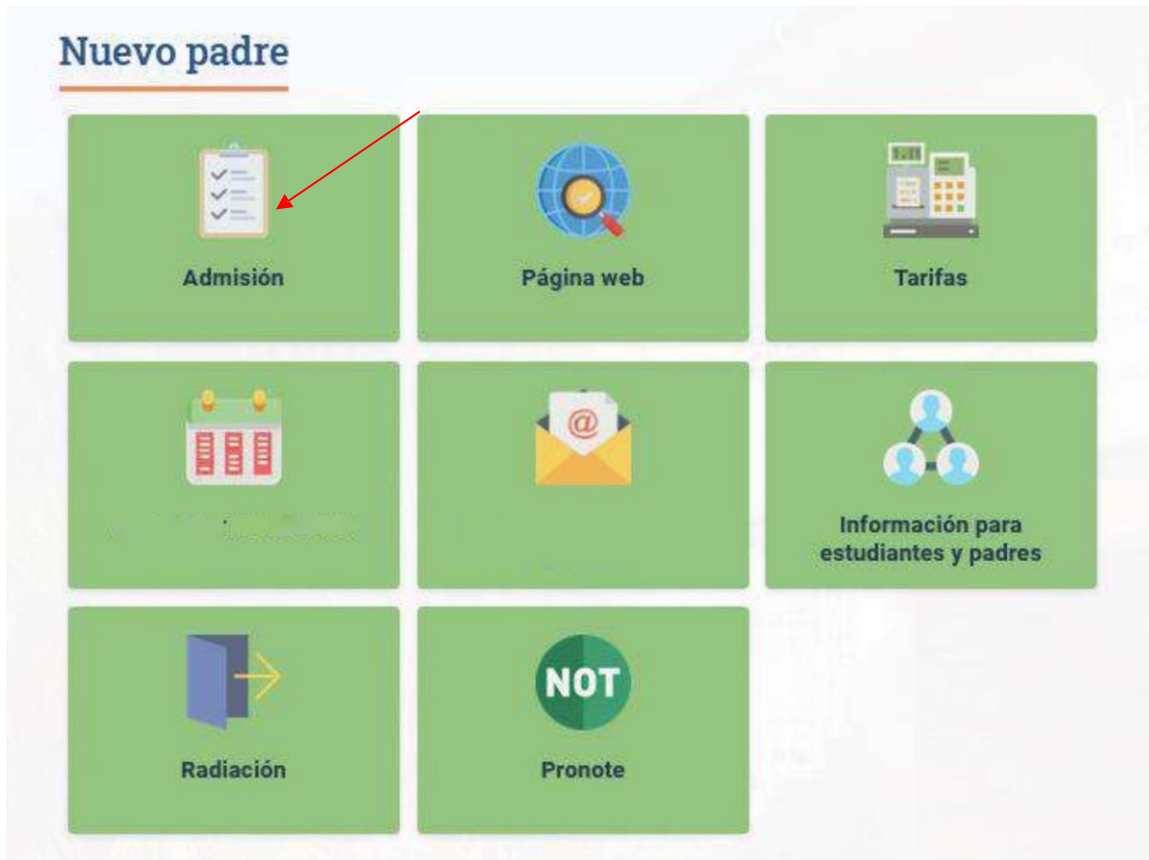 Nuevo padre
Admisión
Página web
Tarifas
@
Información para
estudiantes y padres
NOT
Radiación
Pronote